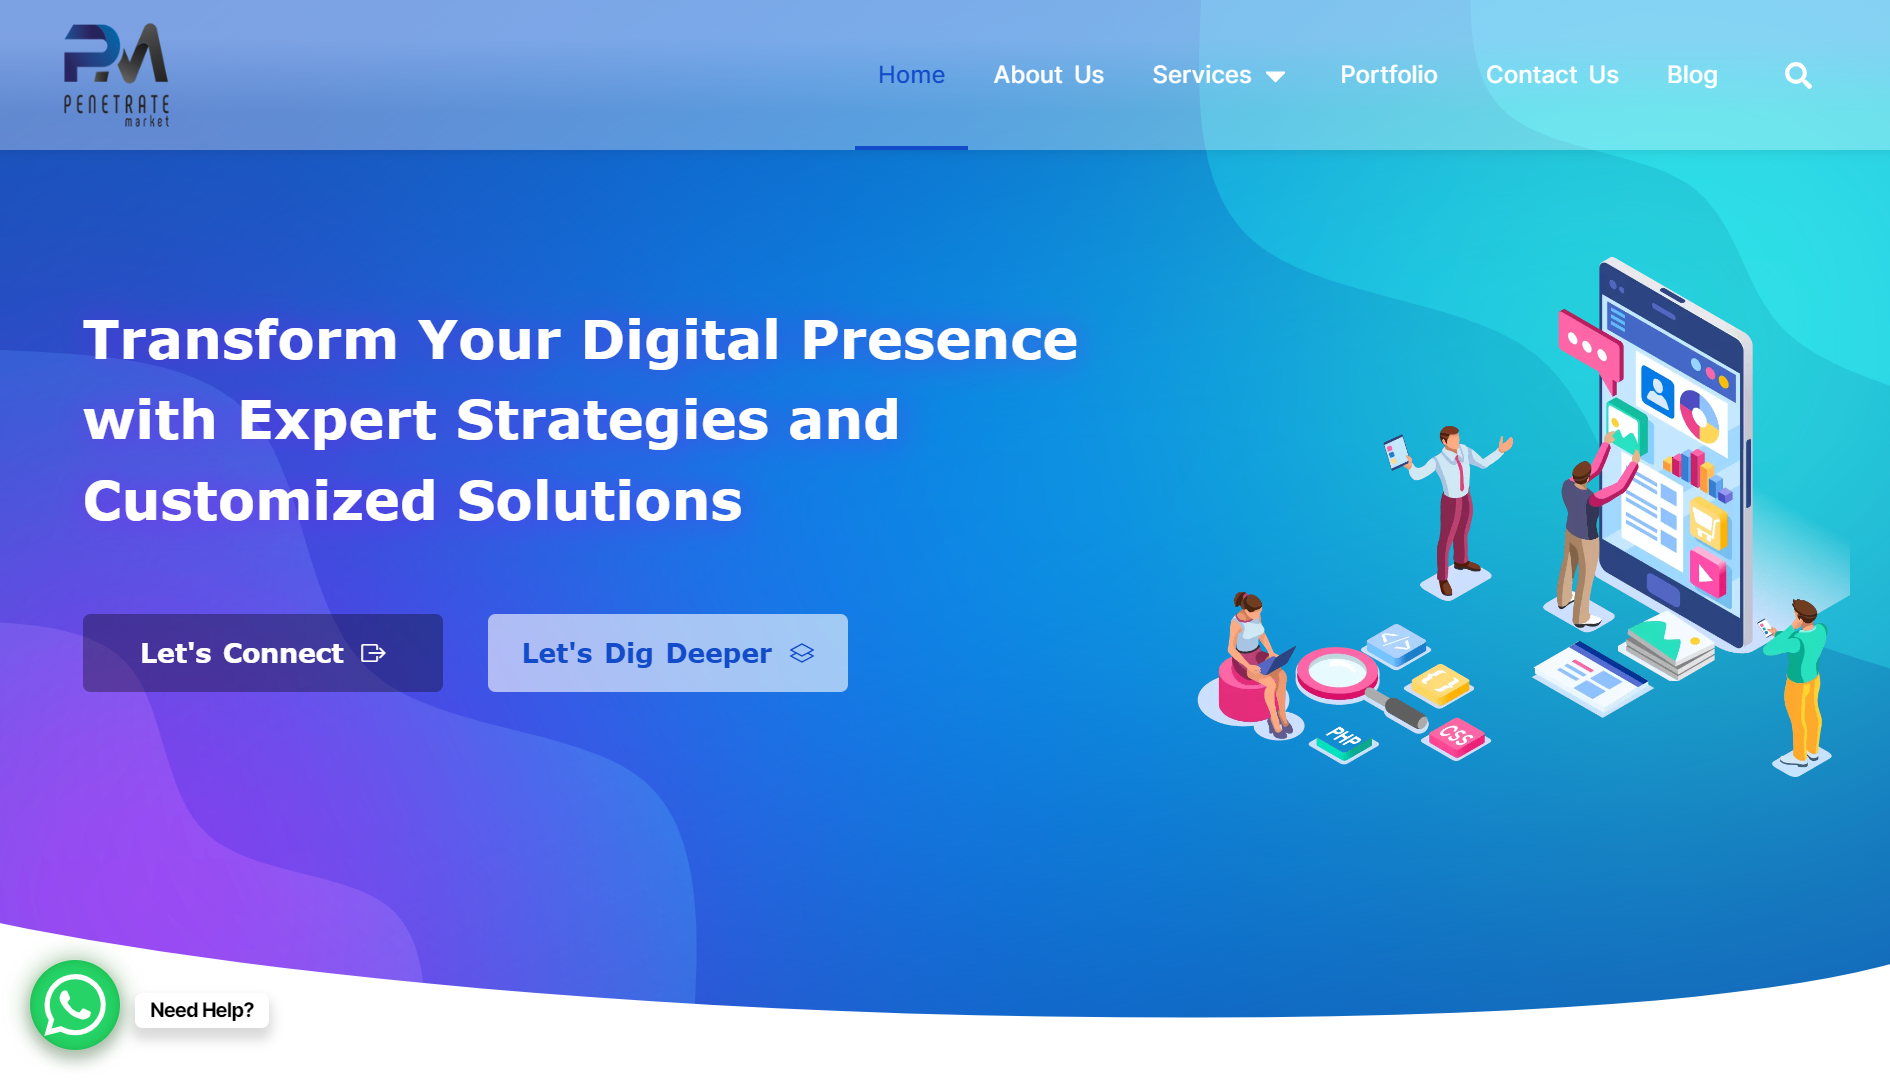 PM
PENETRATE
market
Home
About Us
Services
Portfolio
Contact Us
Blog
Transform Your Digital Presence
with Expert Strategies and
Customized Solutions
Let's Connect
Let's Dig Deeper
</>
PHP
CSS
Need Help?